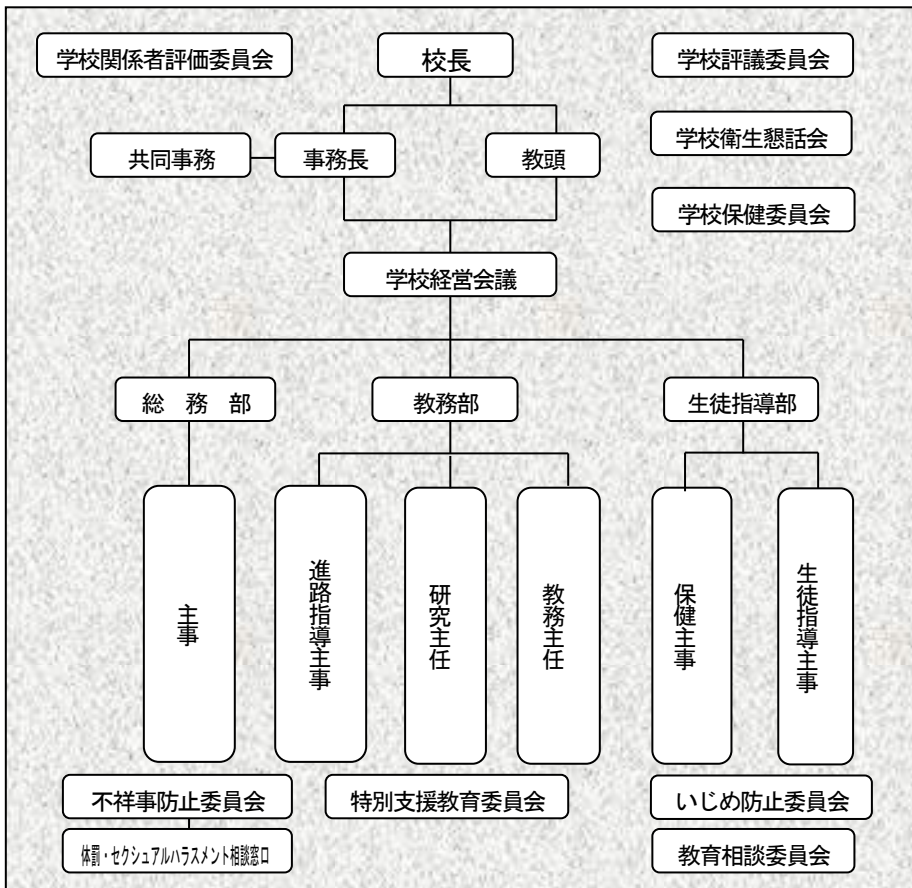 学校関係者評価委員会
校長
学校評議委員会
学校衛生懇話会
共同事務
事務長
教頭
学校保健委員会
学校経営会議
総　務　部
教務部
生徒指導部
主事
進路指導主事
研究主任
教務主任
保健主事
生徒指導主事
不祥事防止委員会
特別支援教育委員会
いじめ防止委員会
体罰・セクシュアルハラスメント相談窓口
教育相談委員会